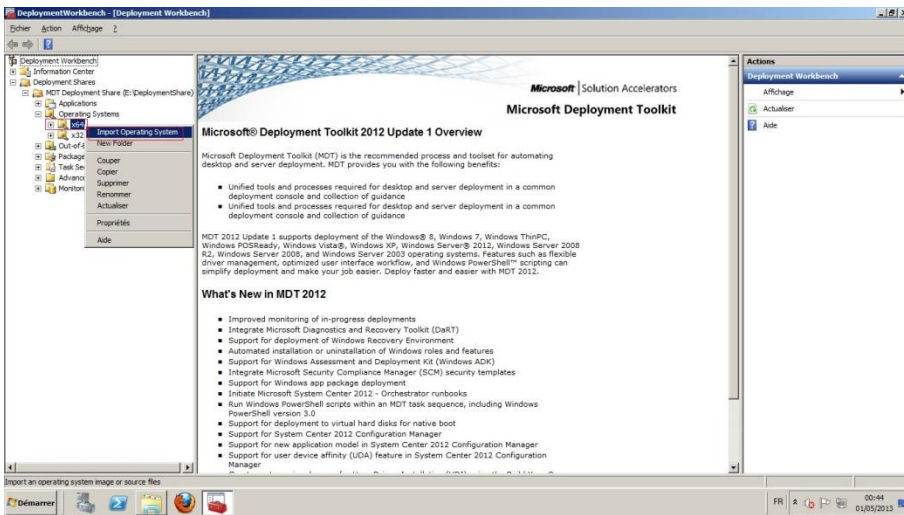 DeploymentWorkbench - [Deployment Workbench]
Fichier Action Affichage ?
Deployment Workbench
Information Center
Deployment Shares
MDT Deployment Share (E:\DeploymentShare)
Applications
Operating Systems
x64
x32
Out-of-
Package
Task Se
Advanc
Monitori
Import Operating System
New Folder
Couper
Copier
Supprimer
Renommer
Actualiser
Propriétés
Aide
Microsoft | Solution Accelerators
Microsoft Deployment Toolkit
Microsoft® Deployment Toolkit 2012 Update 1 Overview
Microsoft Deployment Toolkit (MDT) is the recommended process and toolset for automating
desktop and server deployment. MDT provides you with the following benefits:
Unified tools and processes required for desktop and server deployment in a common
deployment console and collection of guidance
Unified tools and processes required for desktop and server deployment in a common
deployment console and collection of guidance
MDT 2012 Update 1 supports deployment of the Windows® 8, Windows 7, Windows ThinPC,
Windows POSReady, Windows Vista®, Windows XP, Windows Server® 2012, Windows Server 2008
R2, Windows Server 2008, and Windows Server 2003 operating systems. Features such as flexible
driver management, optimized user interface workflow, and Windows PowerShell™ scripting can
simplify deployment and make your job easier. Deploy faster and easier with MDT 2012.
What's New in MDT 2012
Improved monitoring of in-progress deployments
Integrate Microsoft Diagnostics and Recovery Toolkit (DaRT)
Support for deployment of Windows Recovery Environment
Automated installation or uninstallation of Windows roles and features
Support for Windows Assessment and Deployment Kit (Windows ADK)
Integrate Microsoft Security Compliance Manager (SCM) security templates
Support for Windows app package deployment
Initiate Microsoft System Center 2012 - Orchestrator runbooks
Run Windows PowerShell scripts within an MDT task sequence, including Windows
PowerShell version 3.0
Support for deployment to virtual hard disks for native boot
Support for System Center 2012 Configuration Manager
Support for new application model in System Center 2012 Configuration Manager
Support for user device affinity (UDA) feature in System Center 2012 Configuration
Manager
Actions
Deployment Workbench
Affichage
Actualiser
Aide
Import an operating system image or source files
Démarrer
FR
00:44
01/05/2013